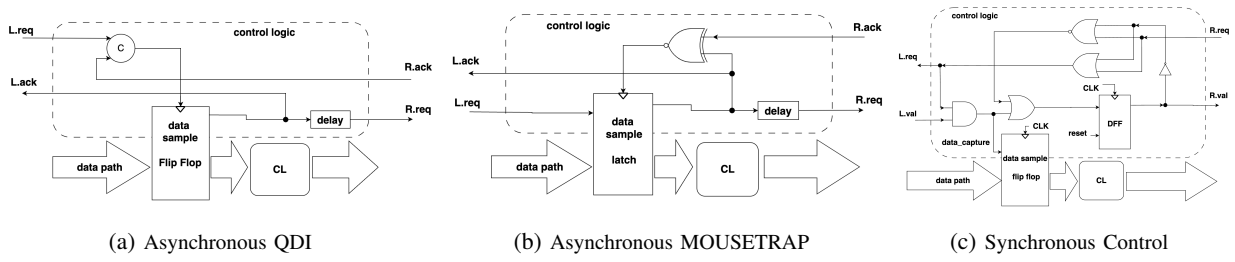 L.req
control logic
C
R.ack
L.ack
R.req
delay
data
sample
Flip Flop
data path
CL
(a) Asynchronous QDI
control logic
R.ack
L.ack
L.req
R.req
delay
data
sample
latch
data path
CL
(b) Asynchronous MOUSETRAP
control logic
R.req
L.req
CLK
R.val
L.val
DFF
CLK
reset
data_capture
data sample
flip flop
data path
CL
(c) Synchronous Control